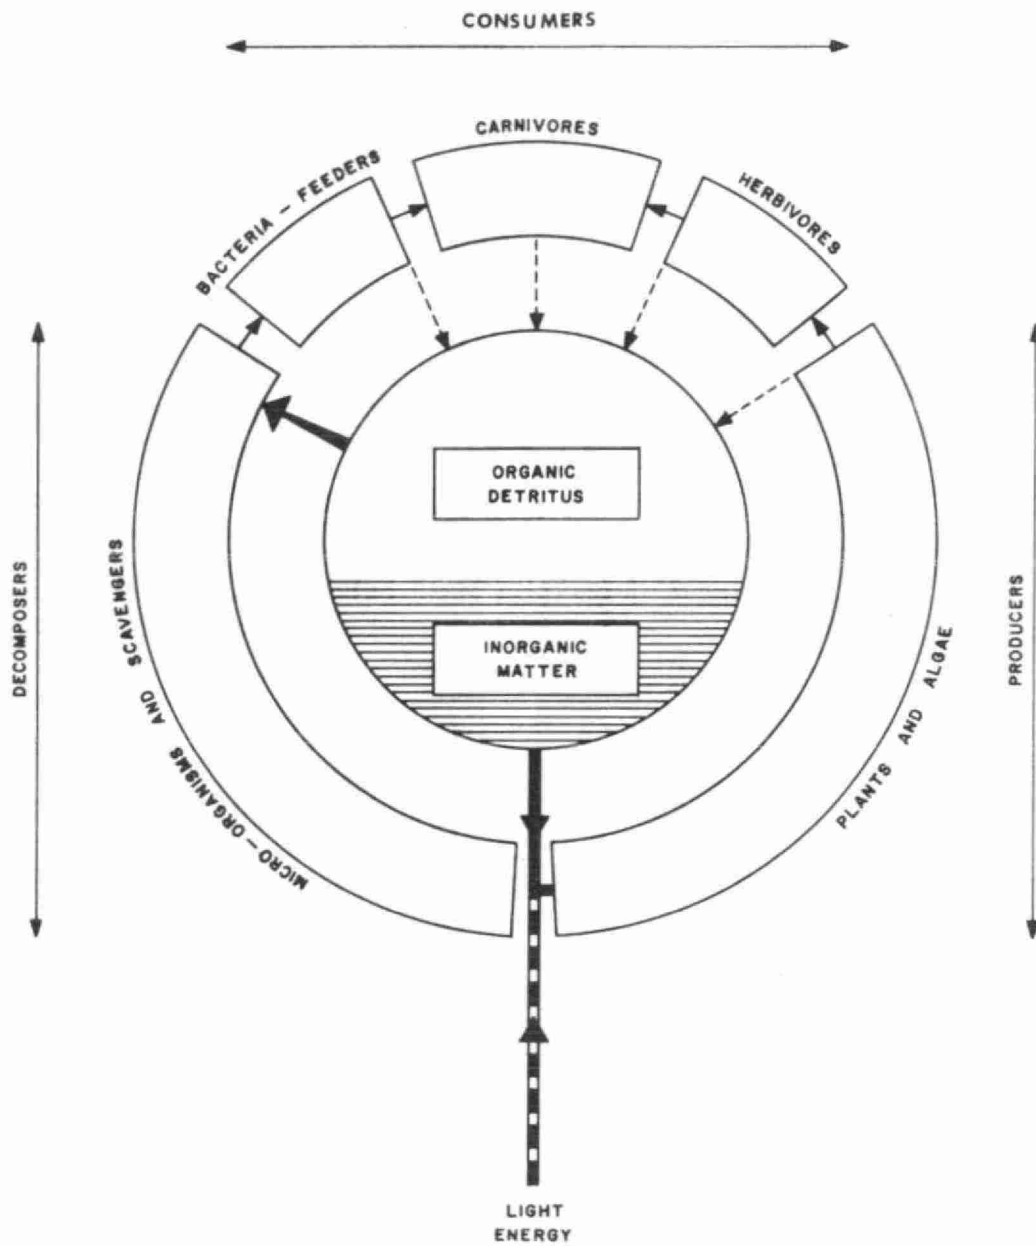 CONSUMERS
CARNIVORES
BACTERIA - FEEDERS
HERBIVORES
ORGANIC
DETRITUS
INORGANIC
MATTER
DECOMPOSERS
MICRO-ORGANISMS AND SCAVENGERS
PLANTS AND ALGAE
PRODUCERS
LIGHT
ENERGY